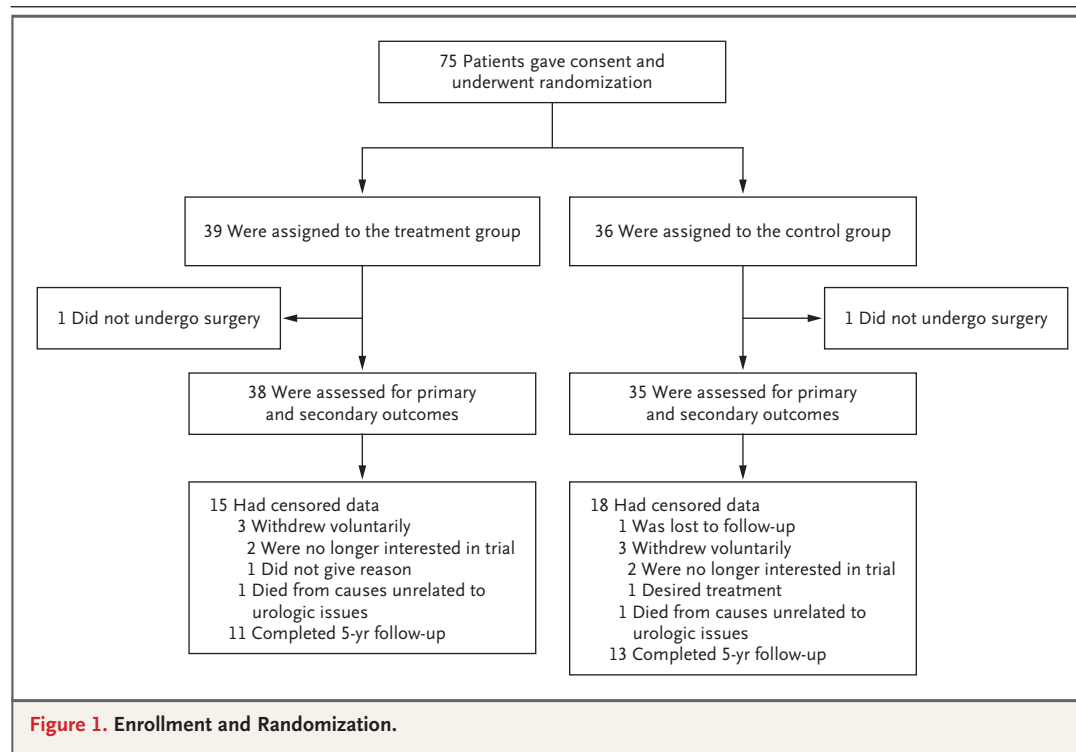 75 Patients gave consent and
underwent randomization
39 Were assigned to the treatment group
36 Were assigned to the control group
1 Did not undergo surgery
1 Did not undergo surgery
38 Were assessed for primary
and secondary outcomes
35 Were assessed for primary
and secondary outcomes
15 Had censored data
3 Withdrew voluntarily
2 Were no longer interested in trial
1 Did not give reason
1 Died from causes unrelated to
urologic issues
11 Completed 5-yr follow-up
18 Had censored data
1 Was lost to follow-up
3 Withdrew voluntarily
2 Were no longer interested in trial
1 Desired treatment
1 Died from causes unrelated to
urologic issues
13 Completed 5-yr follow-up
Figure 1. Enrollment and Randomization.